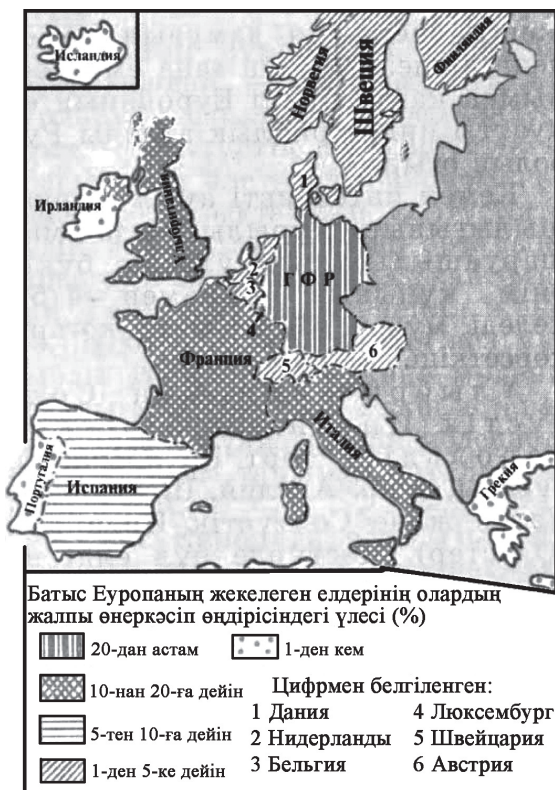 Исландия
Норвегия
Швеция
Финляндия
Ирландия
Ұлыбритания
1
2
3
ГФР
4
Франция
5
6
Италия
Португалия
Испания
Грекия
Батыс Еуропаның жекелеген елдерінің олардың
жалпы өнеркәсіп өндірісіндегі үлесі (%)
20-дан астам
1-ден кем
10-нан 20-ға дейін
5-тен 10-ға дейін
1-ден 5-ке дейін
Цифрмен белгіленген:
1 Дания 4 Люксембург
2 Нидерланды 5 Швейцария
3 Бельгия 6 Австрия